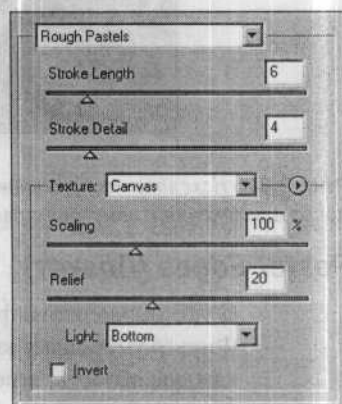 Rough Pastels
Stroke Length 6
Stroke Detail 4
Texture: Canvas
Scaling 100 %
Relief 20
Light: Bottom
Invert